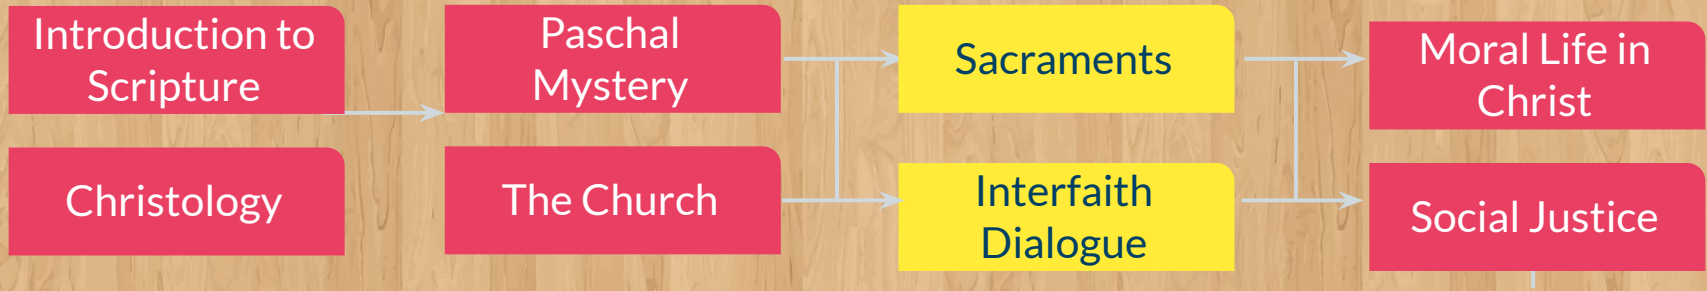 Introduction to
Scripture
Paschal
Mystery
Sacraments
Moral Life in
Christ
Christology
The Church
Interfaith
Dialogue
Social Justice